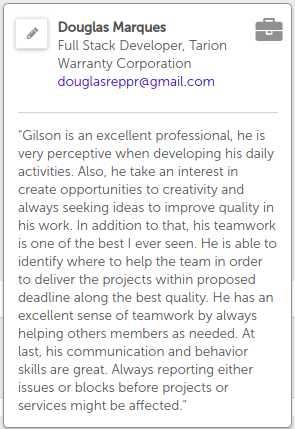 Douglas Marques
Full Stack Developer, Tarion
Warranty Corporation
douglasreppr@gmail.com
"Gilson is an excellent professional, he is
very perceptive when developing his daily
activities. Also, he take an interest in
create opportunities to creativity and
always seeking ideas to improve quality in
his work. In addition to that, his teamwork
is one of the best I ever seen. He is able to
identify where to help the team in order
to deliver the projects within proposed
deadline along the best quality. He has an
excellent sense of teamwork by always
helping others members as needed. At
last, his communication and behavior
skills are great. Always reporting either
issues or blocks before projects or
services might be affected."